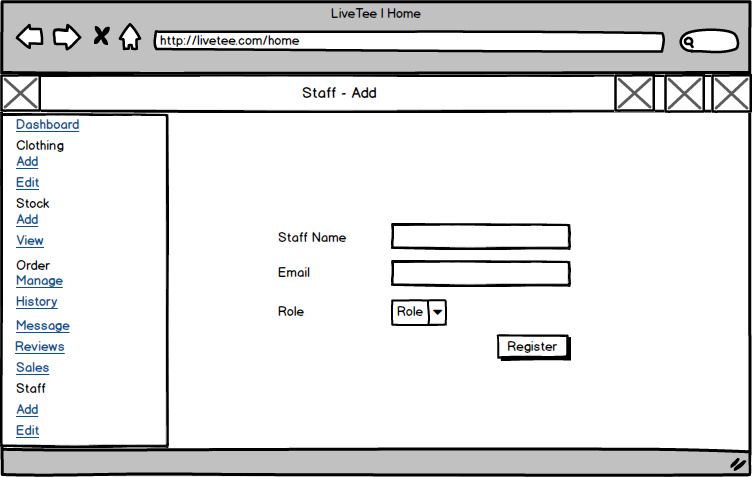 LiveTee | Home
http://livetee.com/home
Staff - Add
Dashboard
Clothing
Add
Edit
Stock
Add
View
Order
Manage
History
Message
Reviews
Sales
Staff
Add
Edit
Staff Name
Email
Role
Role
Register